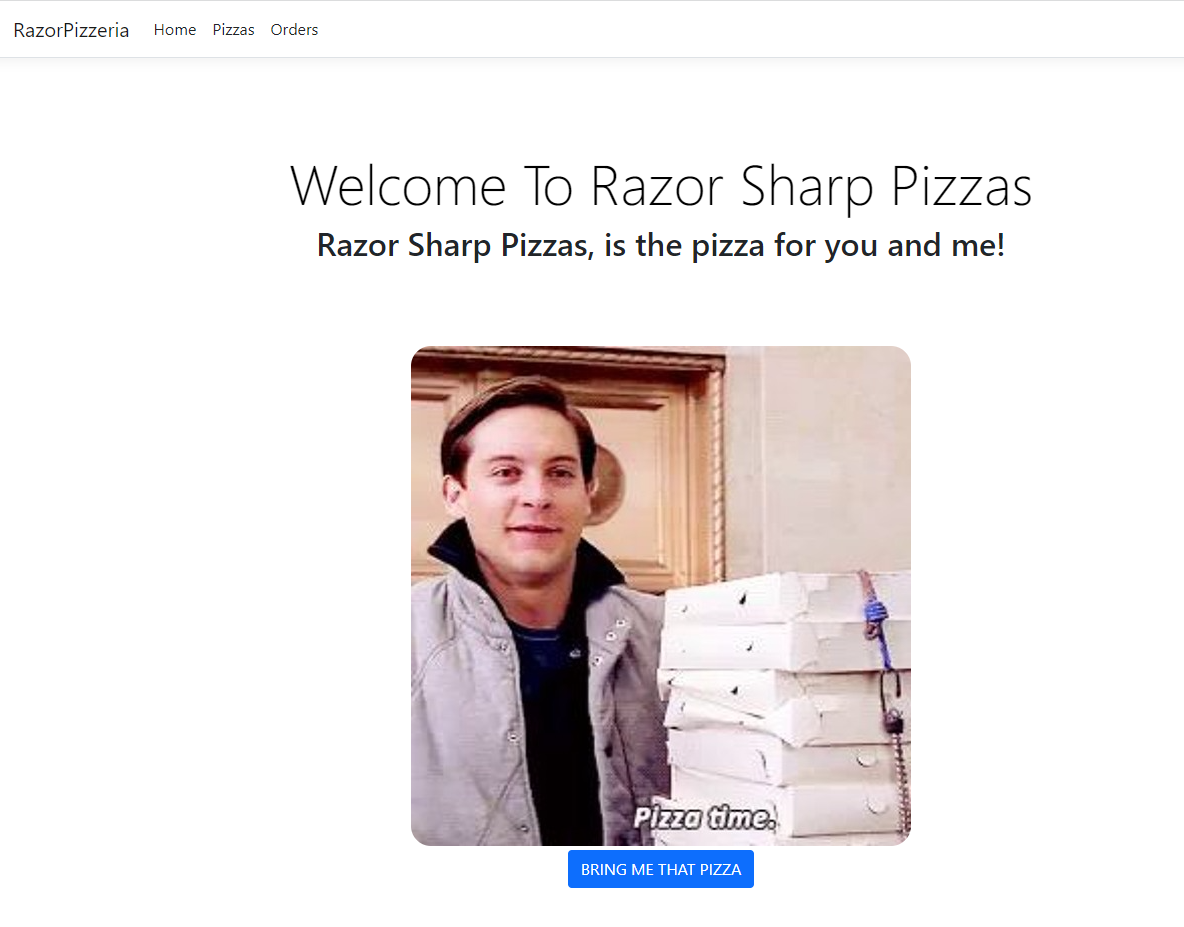 RazorPizzeria Home Pizzas Orders
Welcome To Razor Sharp Pizzas
Razor Sharp Pizzas, is the pizza for you and me!
Pizza time.
BRING ME THAT PIZZA